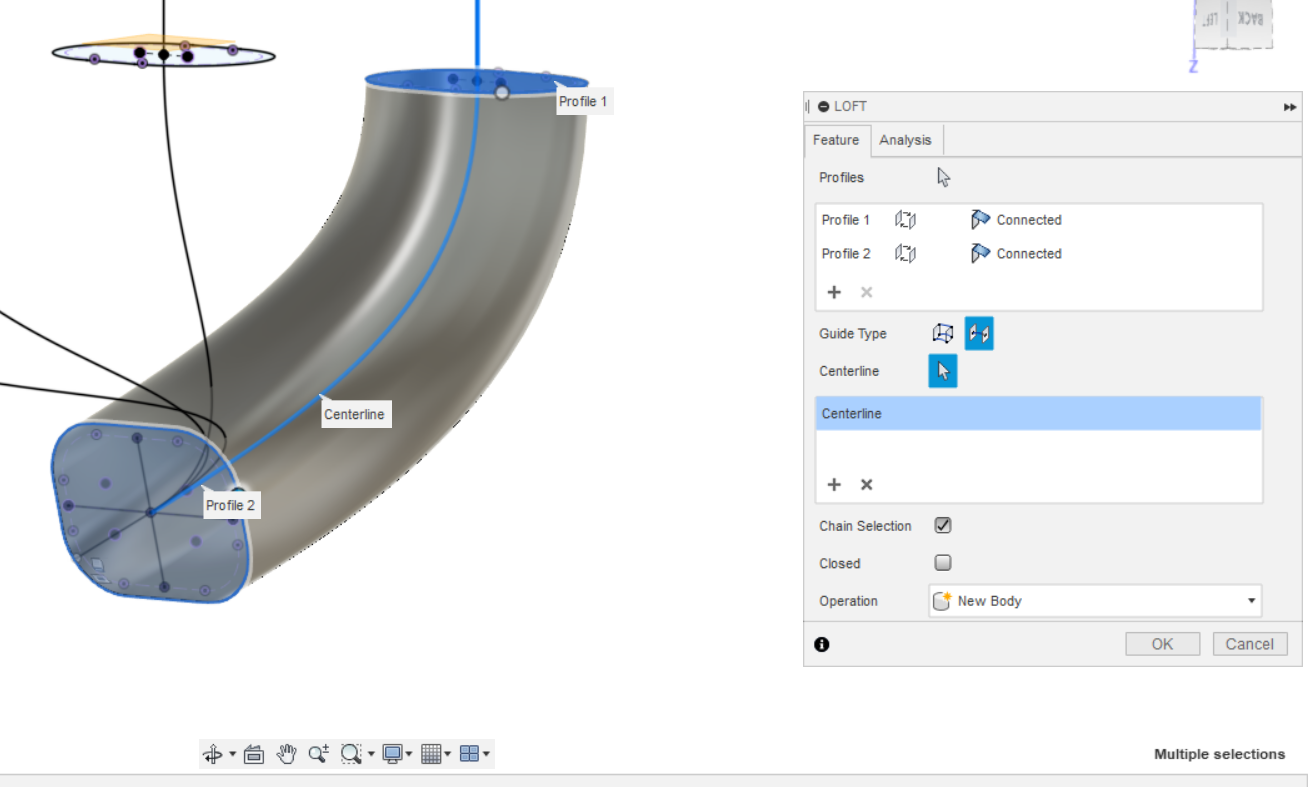 BACK
LEF
Z
Profile 1
LOFT
Feature Analysis
Profiles
Profile 1 Connected
Profile 2 Connected
Guide Type
Centerline
Centerline
Centerline
Profile 2
Chain Selection
Closed
Operation New Body
OK Cancel
Multiple selections